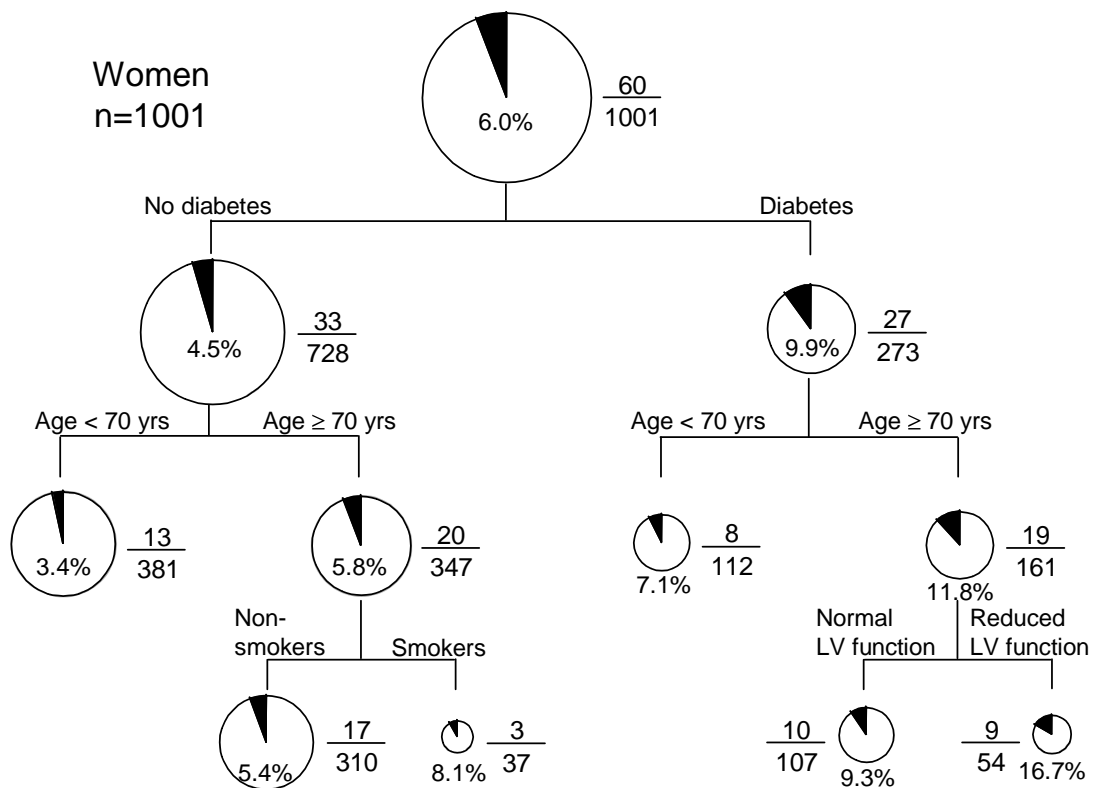 Women
n=1001
6.0%
60
1001
No diabetes
Diabetes
4.5%
33
728
9.9%
27
273
Age < 70 yrs
Age ≥ 70 yrs
Age < 70 yrs
Age ≥ 70 yrs
3.4%
13
381
5.8%
20
347
7.1%
8
112
11.8%
19
161
Non-
smokers
Smokers
Normal
LV function
Reduced
LV function
5.4%
17
310
8.1%
3
37
10
107
9.3%
9
54
16.7%